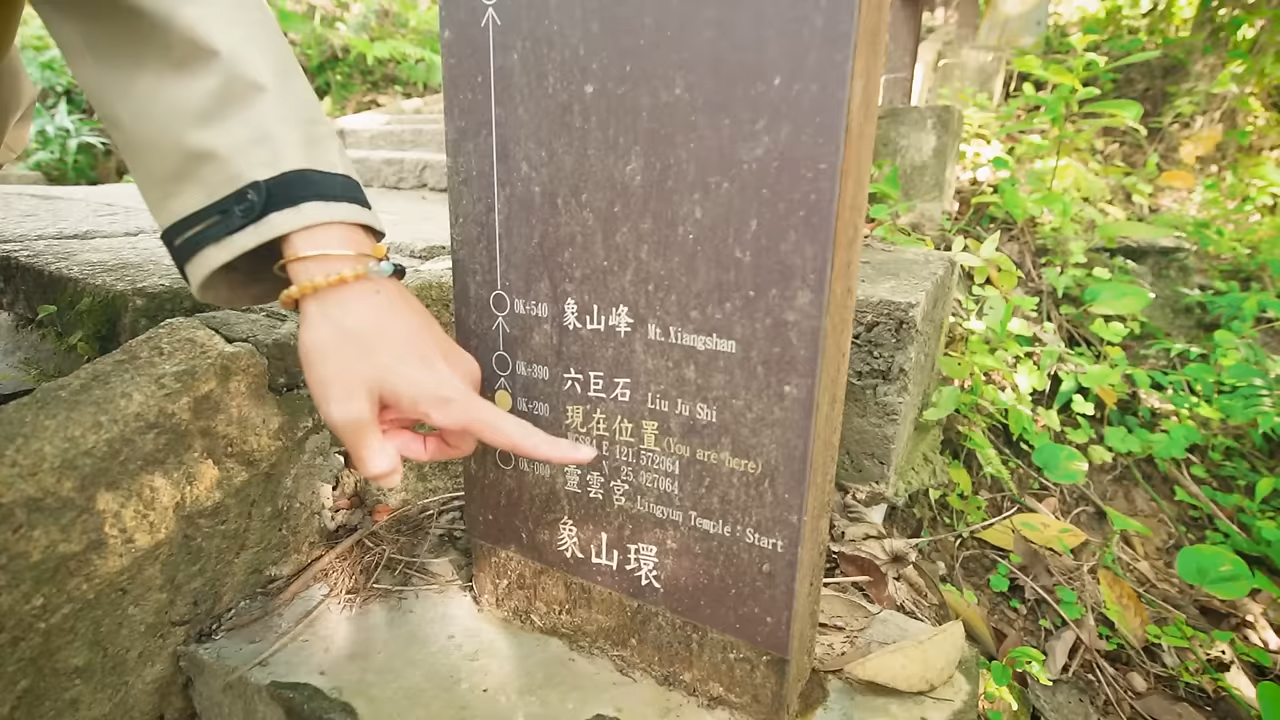 0K+540 象山峰 Mt. Xiangshan
0K+390 六巨石 Liu Ju Shi
0K+200 現在位置 (You are here)
E 121.572064
N 25.027064
0K+000 靈雲宮 Lingyun Temple : Start
象山環